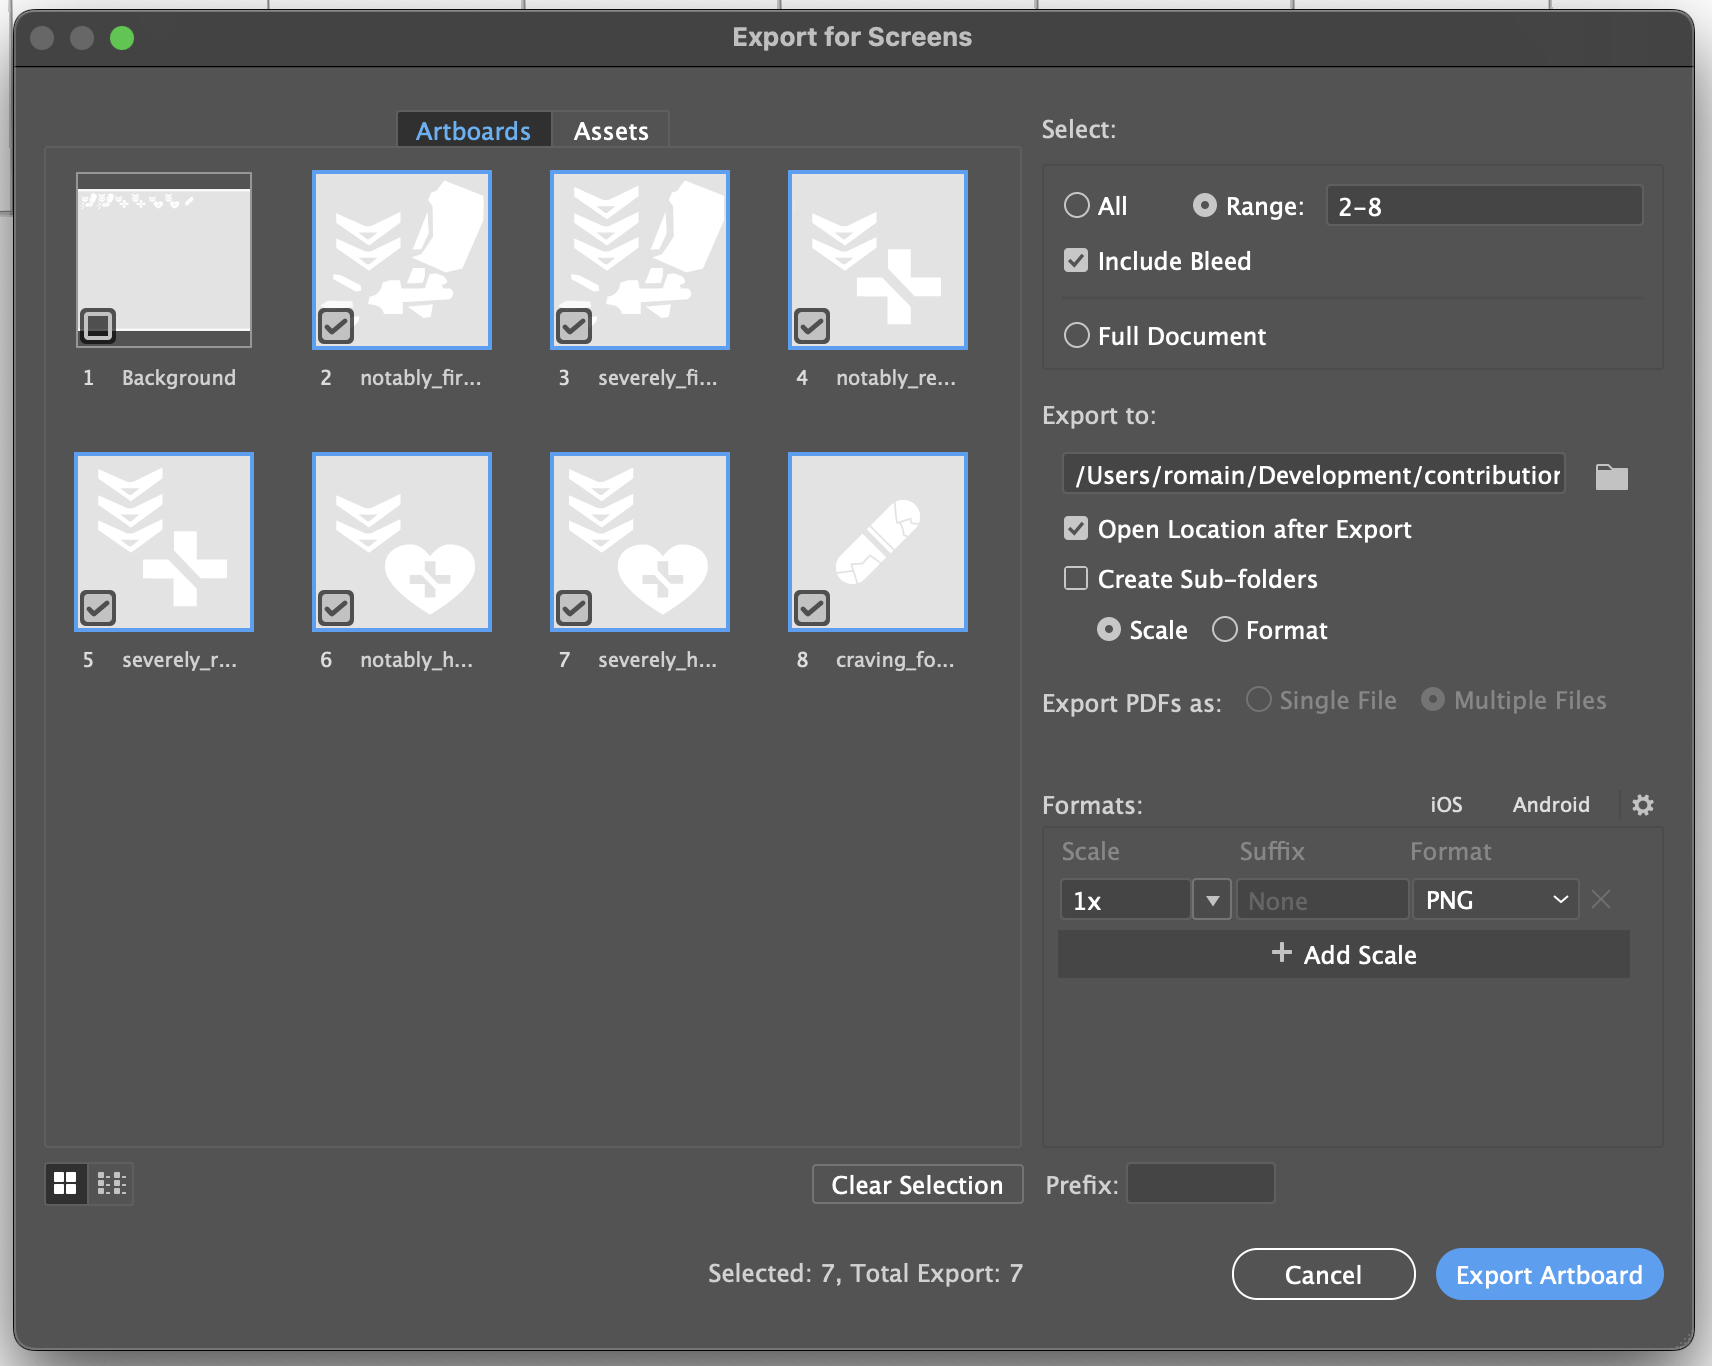 Export for Screens
Artboards
Assets
1 Background
2 notably_fir...
3 severely_fi...
4 notably_re...
5 severely_r...
6 notably_h...
7 severely_h...
8 craving_fo...
Clear Selection
Selected: 7, Total Export: 7
Select:
All
Range: 2-8
Include Bleed
Full Document
Export to:
/Users/romain/Development/contribution
Open Location after Export
Create Sub-folders
Scale Format
Export PDFs as: Single File Multiple Files
Formats: iOS Android
Scale Suffix Format
1x None PNG
+ Add Scale
Prefix:
Cancel
Export Artboard